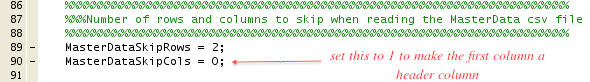 86 %%%%%%%%%%%%%%%%%%%%%%%%%%%%%%%%%%%%%%%%%%%%%%%%%%%%%%%%%%%%%%%%%
87 %%%Number of rows and columns to skip when reading the MasterData csv file
88 %%%%%%%%%%%%%%%%%%%%%%%%%%%%%%%%%%%%%%%%%%%%%%%%%%%%%%%%%%%%%%%%%
89 - MasterDataSkipRows = 2;
90 - MasterDataSkipCols = 0;
91
set this to 1 to make the first column a
header column